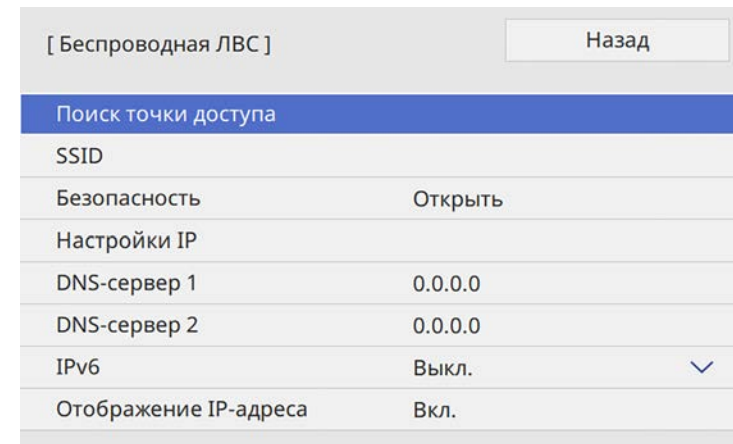 [ Беспроводная ЛВС ] Назад
Поиск точки доступа
SSID
Безопасность Открыть
Настройки IP
DNS-сервер 1 0.0.0.0
DNS-сервер 2 0.0.0.0
IPv6 Выкл.
Отображение IP-адреса Вкл.